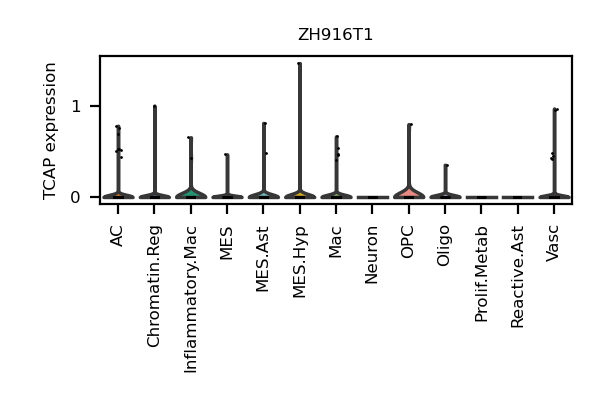 ZH916T1
TCAP expression
1
0
AC
Chromatin.Reg
Inflammatory.Mac
MES
MES.Ast
MES.Hyp
Mac
Neuron
OPC
Oligo
Prolif.Metab
Reactive.Ast
Vasc